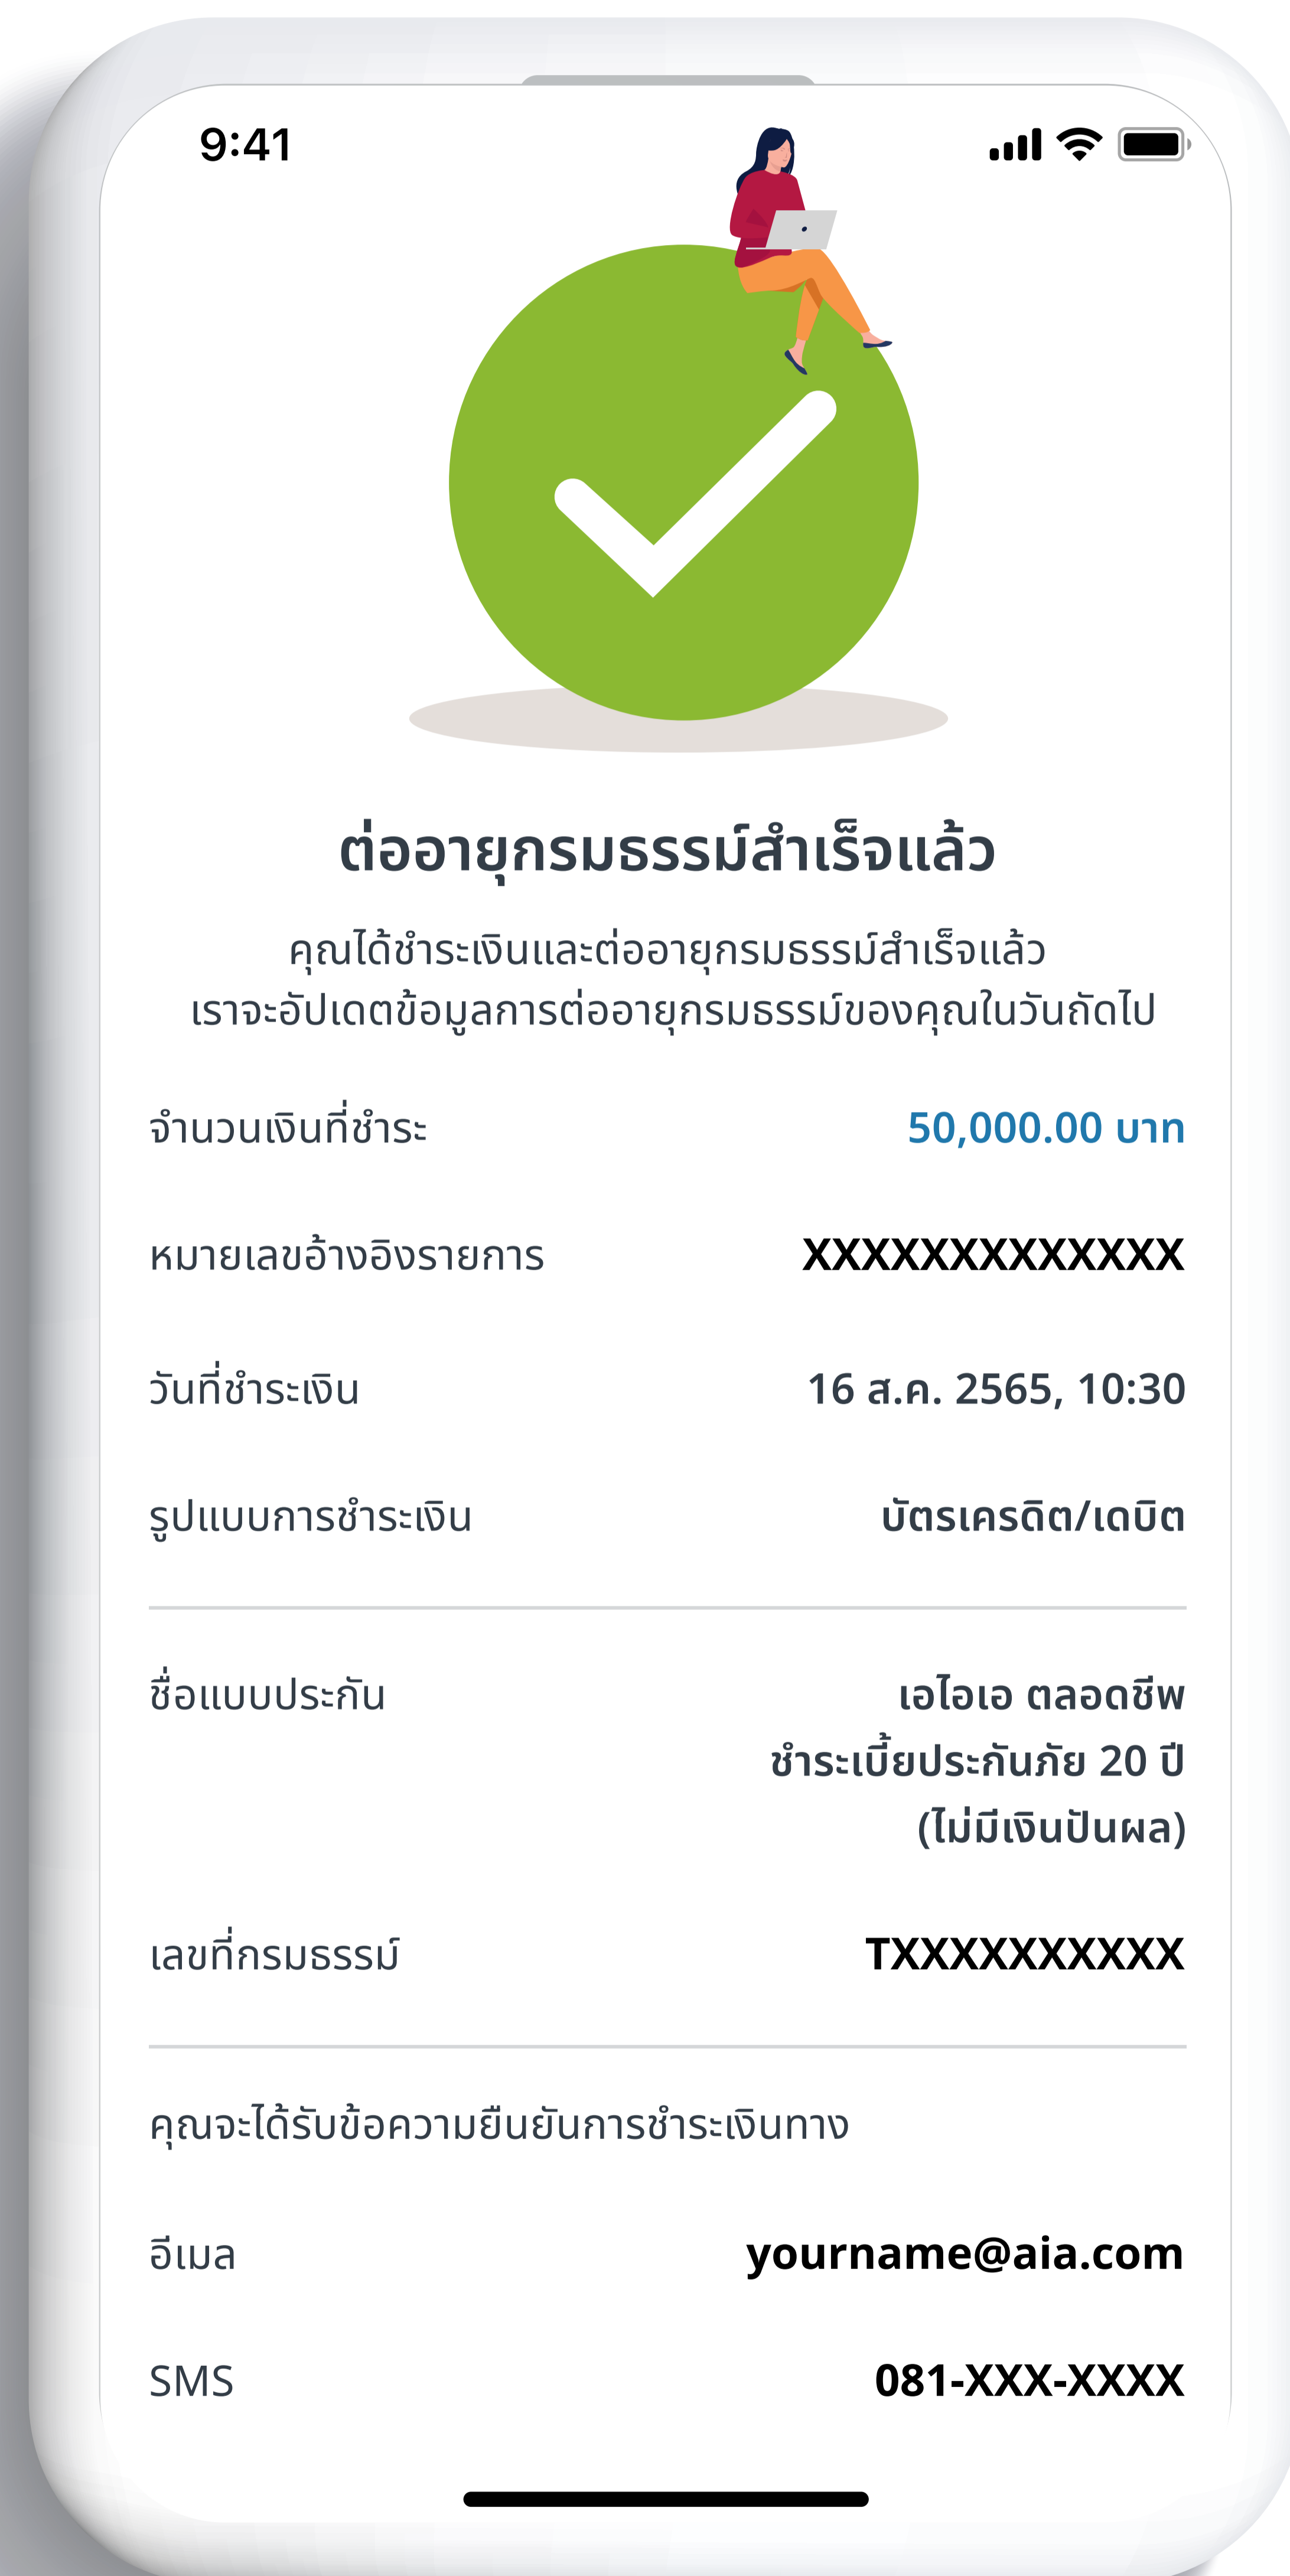 9:41
ต่ออายุกรมธรรม์สำเร็จแล้ว
คุณได้ชำระเงินและต่ออายุกรมธรรม์สำเร็จแล้ว
เราจะอัปเดตข้อมูลการต่ออายุกรมธรรม์ของคุณในวันถัดไป
จำนวนเงินที่ชำระ 50,000.00 บาท
หมายเลขอ้างอิงรายการ XXXXXXXXXXXXX
วันที่ชำระเงิน 16 ส.ค. 2565, 10:30
รูปแบบการชำระเงิน บัตรเครดิต/เดบิต
ชื่อแบบประกัน เอไอเอ ตลอดชีพ
ชำระเบี้ยประกันภัย 20 ปี
(ไม่มีเงินปันผล)
เลขที่กรมธรรม์ TXXXXXXXXXX
คุณจะได้รับข้อความยืนยันการชำระเงินทาง
อีเมล yourname@aia.com
SMS 081-XXX-XXXX